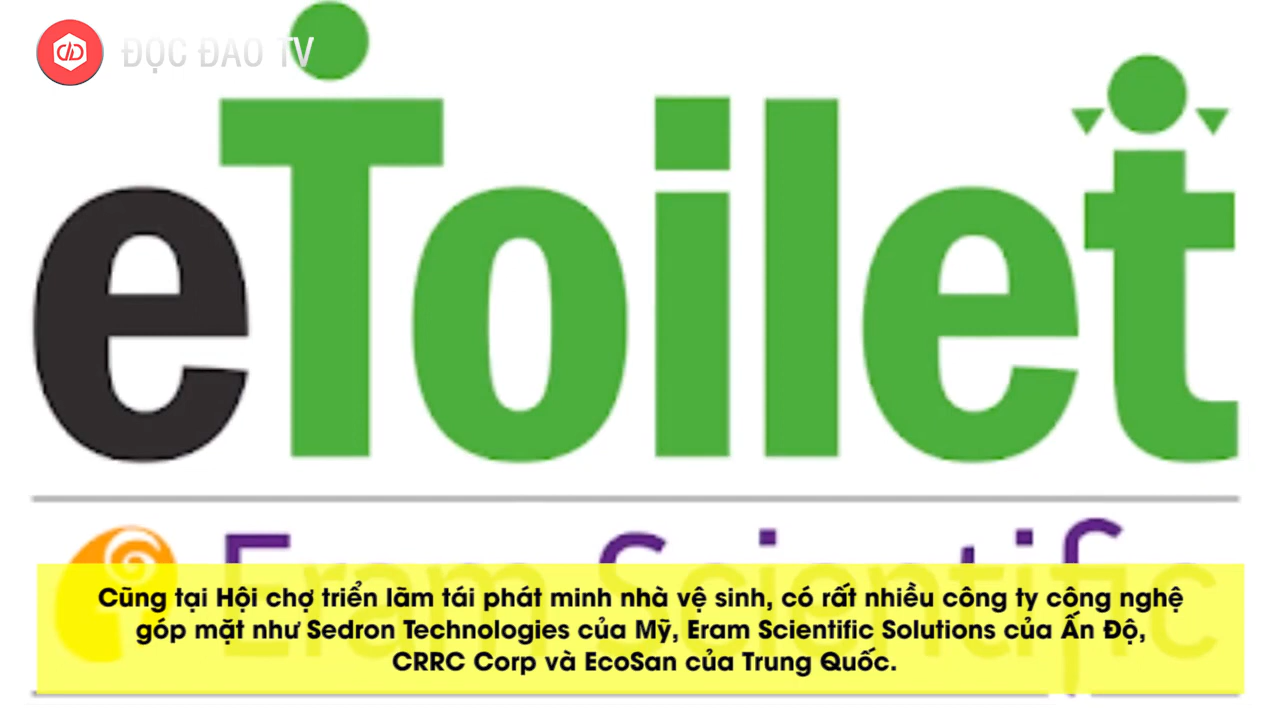 ĐỘC ĐẠO TV
eToilet
Eram Scientific
Cũng tại Hội chợ triển lãm tái phát minh nhà vệ sinh, có rất nhiều công ty công nghệ
góp mặt như Sedron Technologies của Mỹ, Eram Scientific Solutions của Ấn Độ,
CRRC Corp và EcoSan của Trung Quốc.